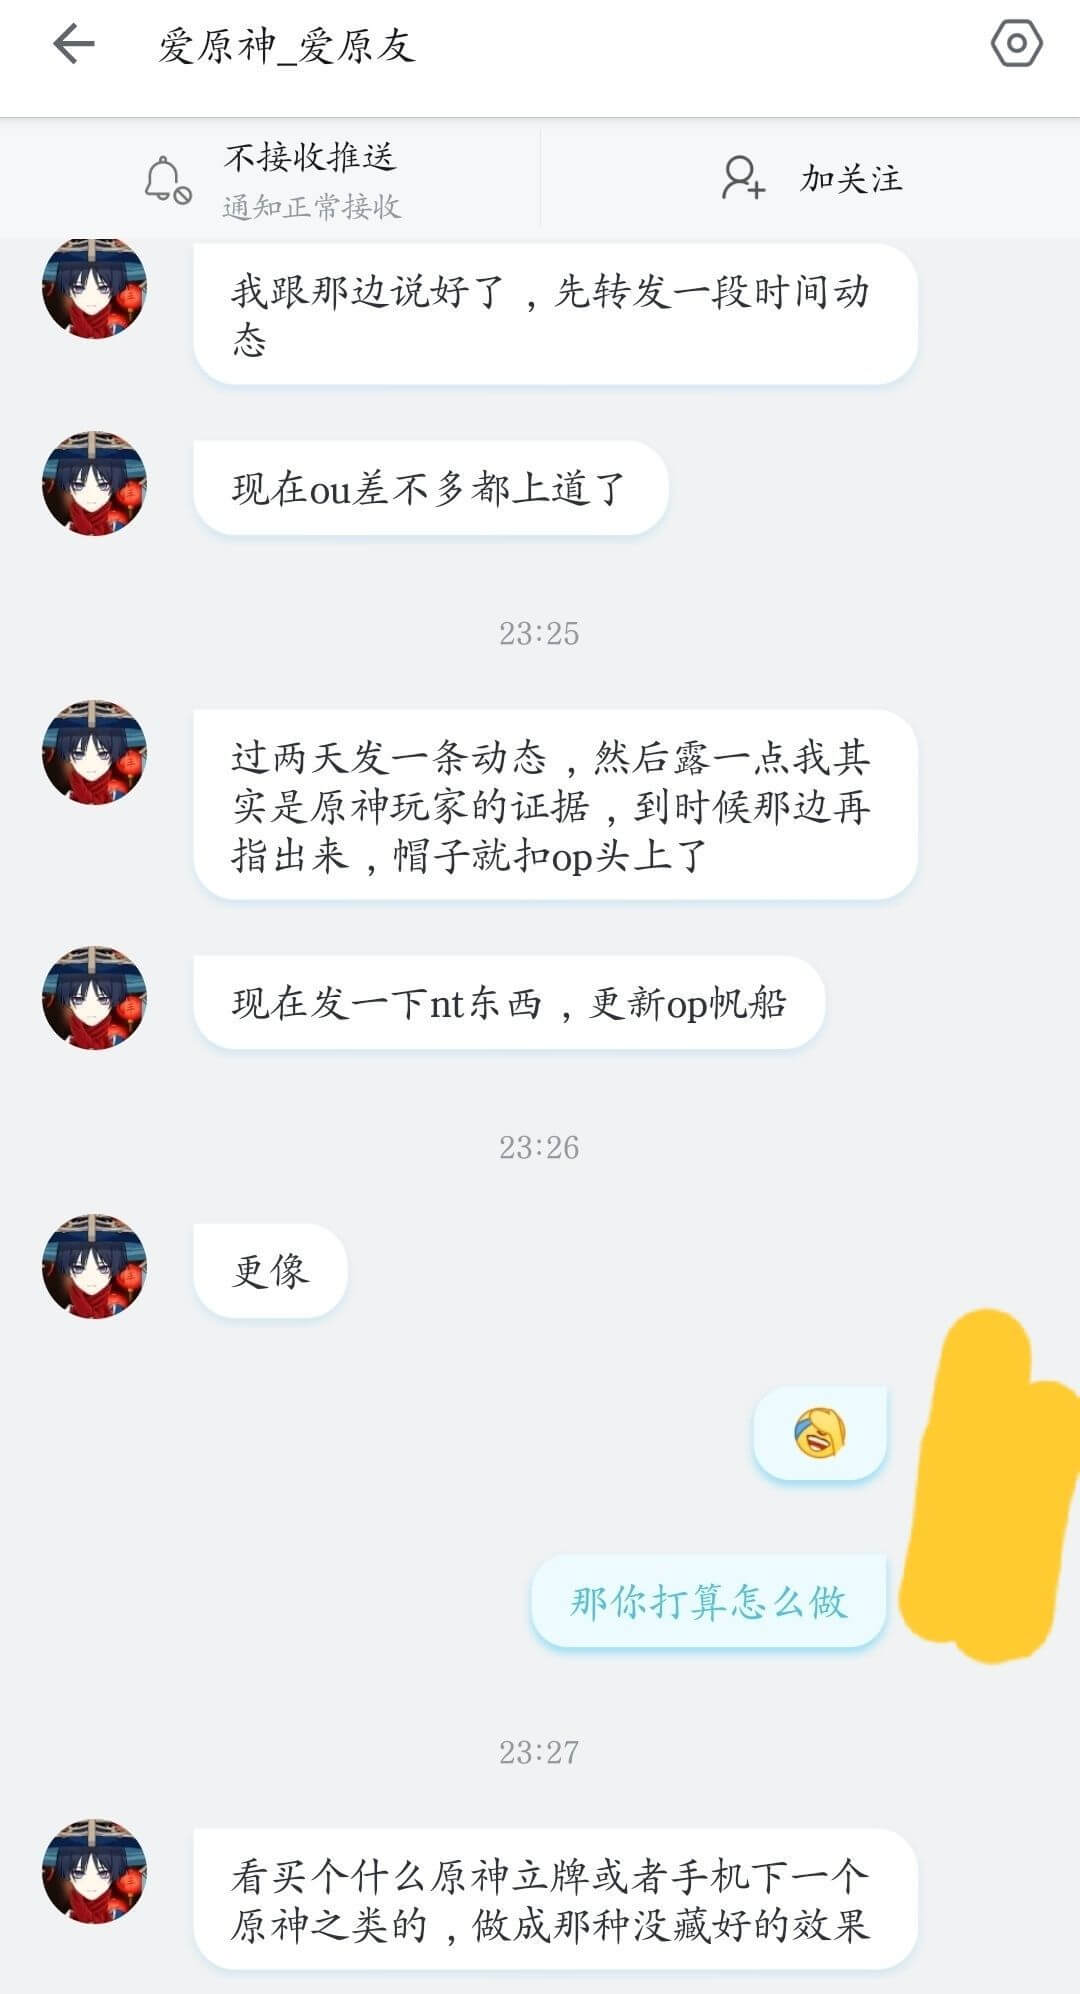 爱原神_爱原友
不接收推送
通知正常接收
加关注
我跟那边说好了，先转发一段时间动
态
现在ou差不多都上道了
23:25
过两天发一条动态，然后露一点我其
实是原神玩家的证据，到时候那边再
指出来，帽子就扣op头上了
现在发一下nt东西，更新op帆船
23:26
更像
那你打算怎么做
23:27
看买个什么原神立牌或者手机下一个
原神之类的，做成那种没藏好的效果